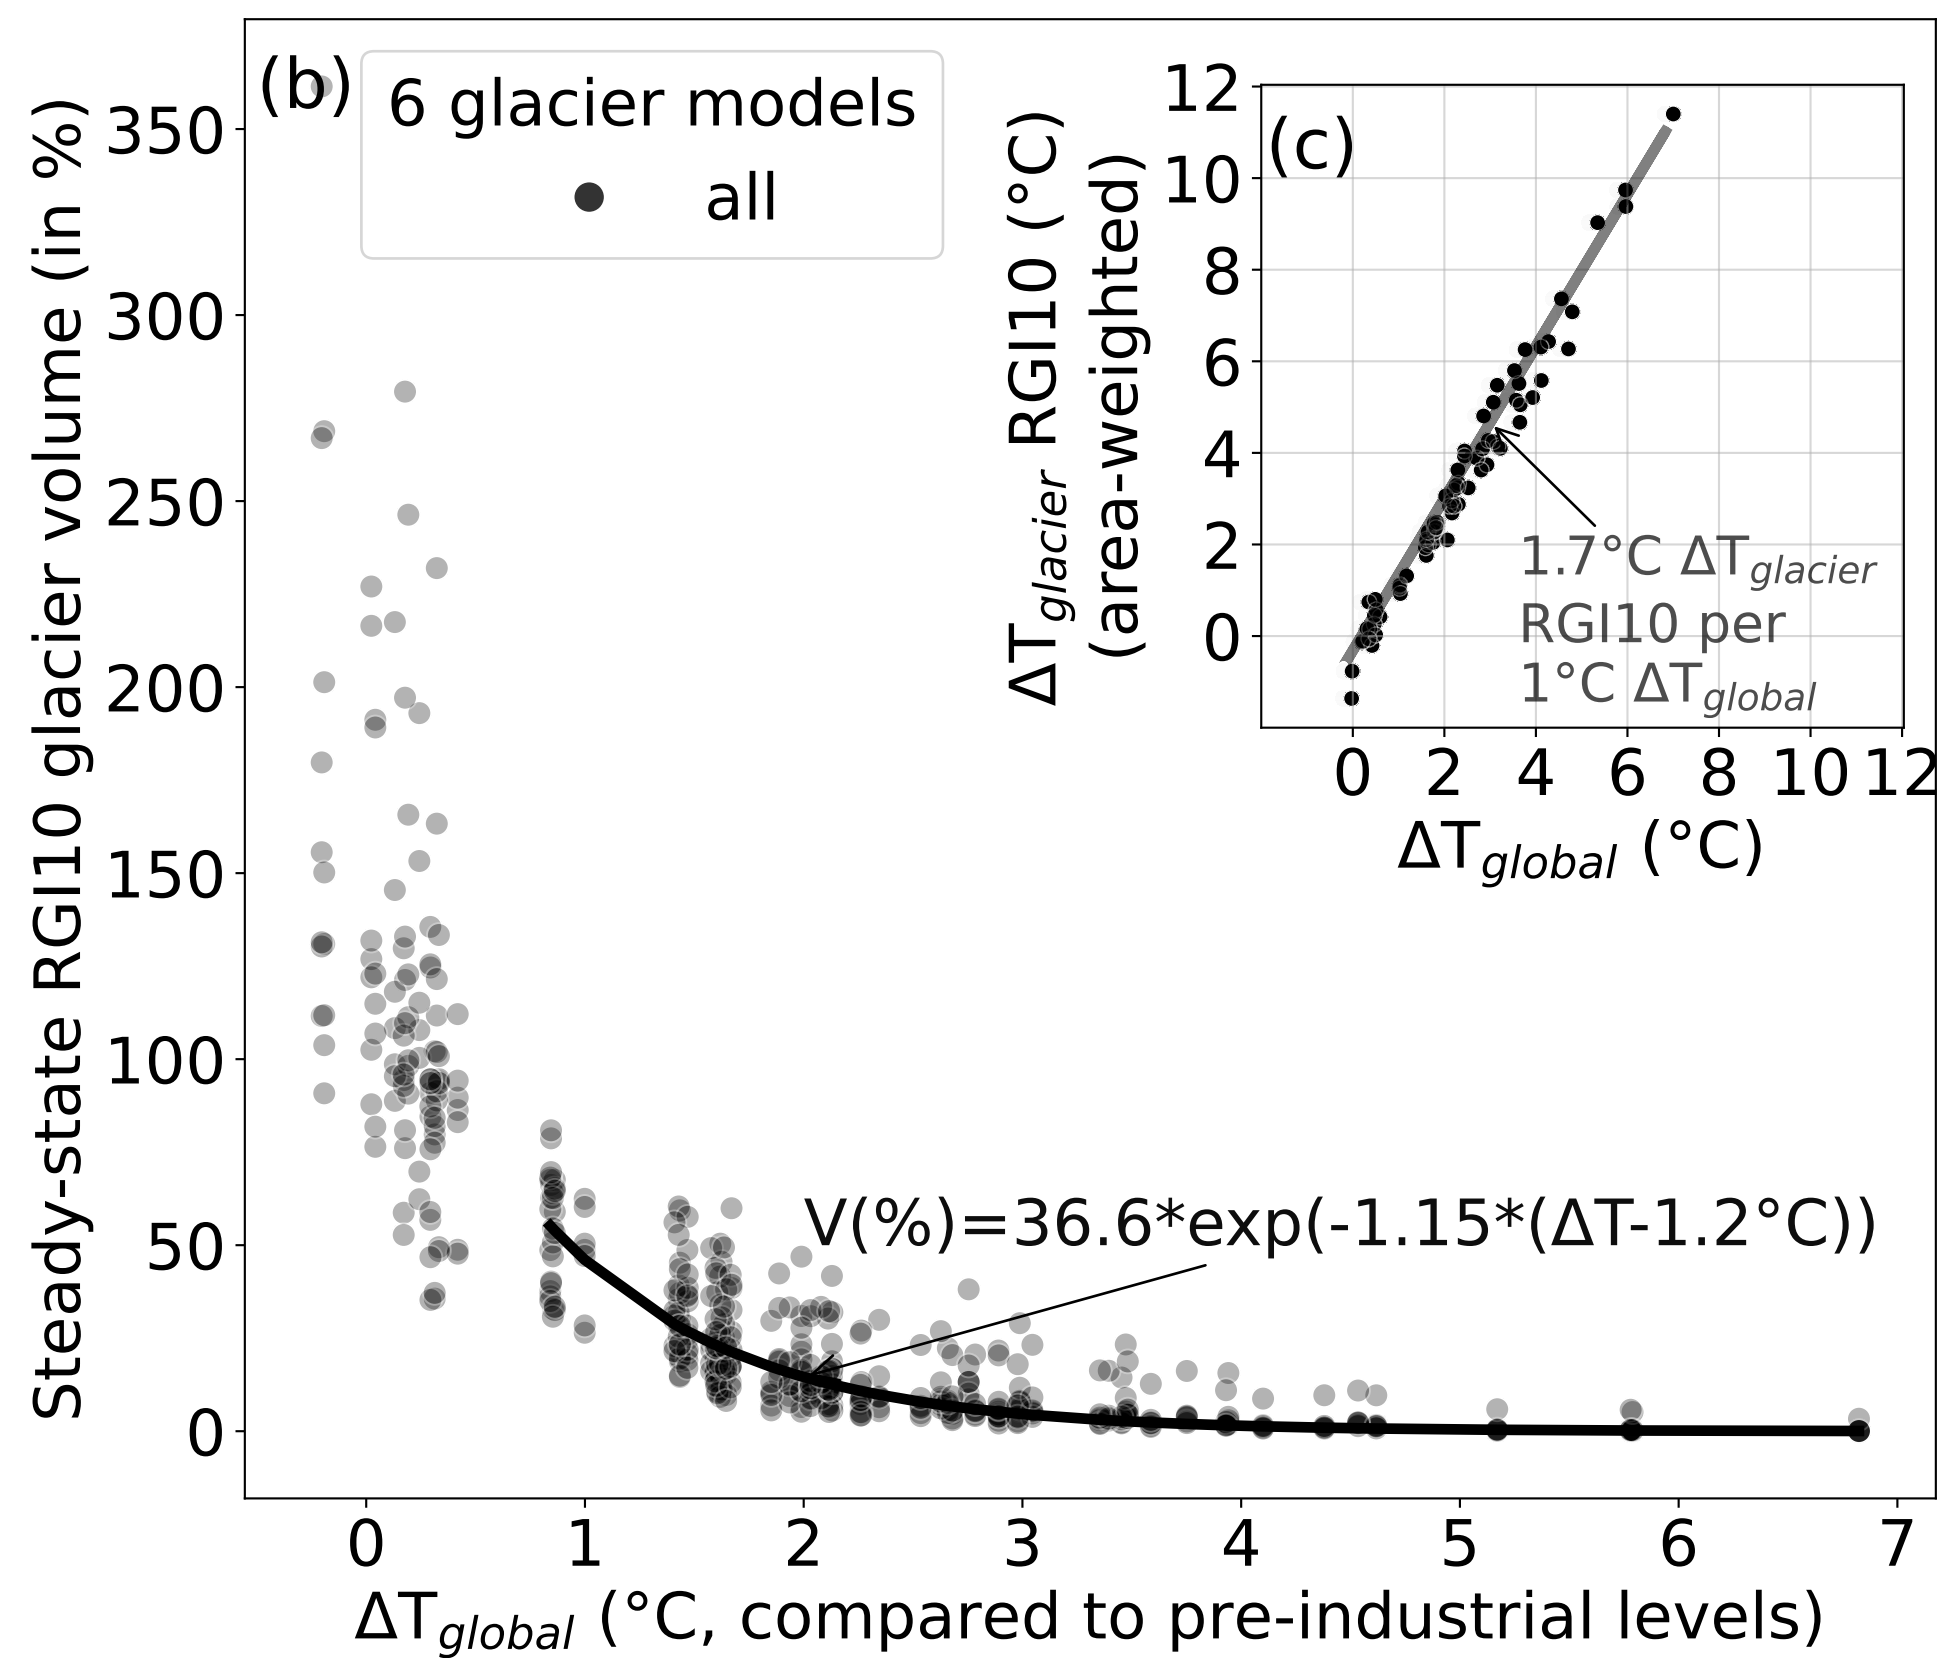 (b)
6 glacier models
all
Steady-state RGI10 glacier volume (in %)
350
300
250
200
150
100
50
0
0 1 2 3 4 5 6 7
ΔTglobal (°C, compared to pre-industrial levels)
V(%)=36.6*exp(-1.15*(ΔT-1.2°C))
(c)
ΔTglacier RGI10 (°C)
(area-weighted)
12
10
8
6
4
2
0
0 2 4 6 8 10 12
ΔTglobal (°C)
1.7°C ΔTglacier
RGI10 per
1°C ΔTglobal